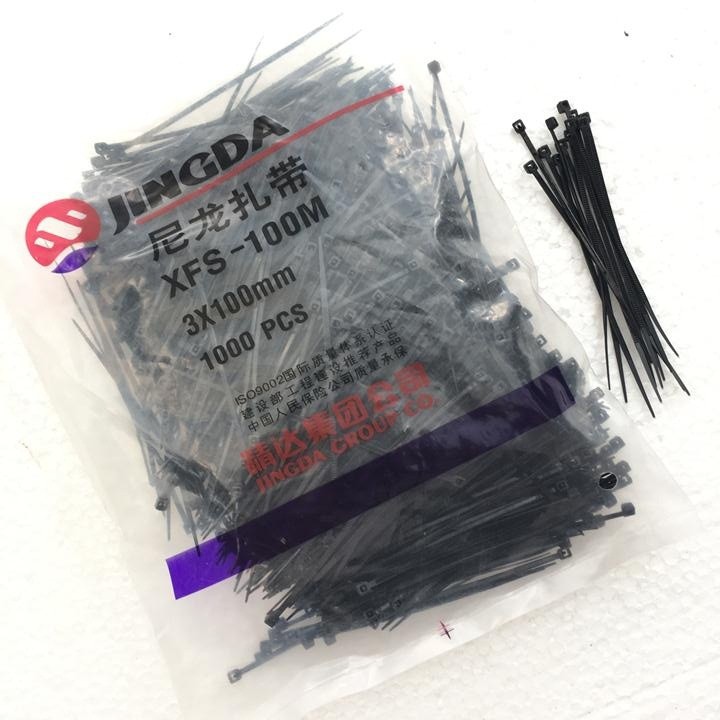 JINGDA
尼龙扎带
XFS-100M
3X100mm
1000 PCS
ISO9002国际质量体系认证
建设部工程建设推荐产品
中国人民保险公司质量承保
精达集团公司
JINGDA GROUP CO.